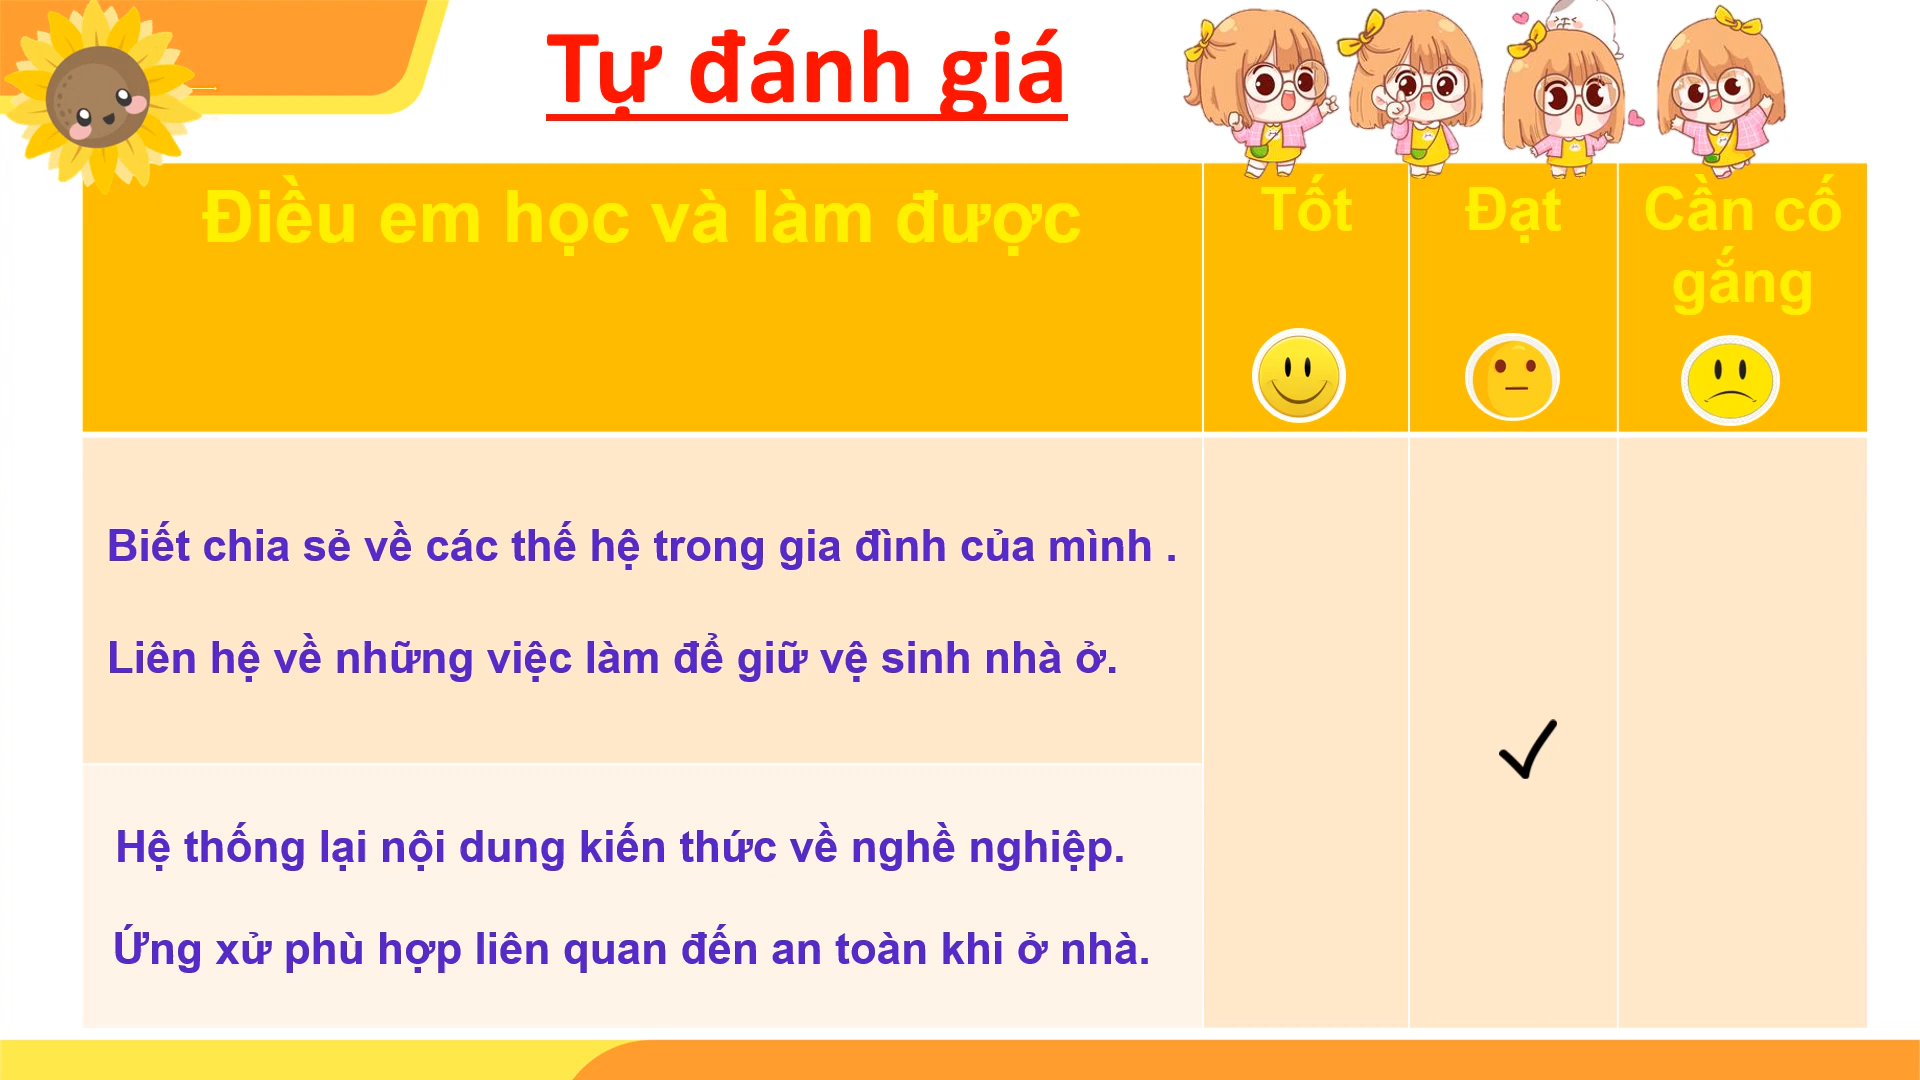 Tự đánh giá
Điều em học và làm được
Tốt
Đạt
Cần cố
gắng
Biết chia sẻ về các thế hệ trong gia đình của mình .
Liên hệ về những việc làm để giữ vệ sinh nhà ở.
Hệ thống lại nội dung kiến thức về nghề nghiệp.
Ứng xử phù hợp liên quan đến an toàn khi ở nhà.